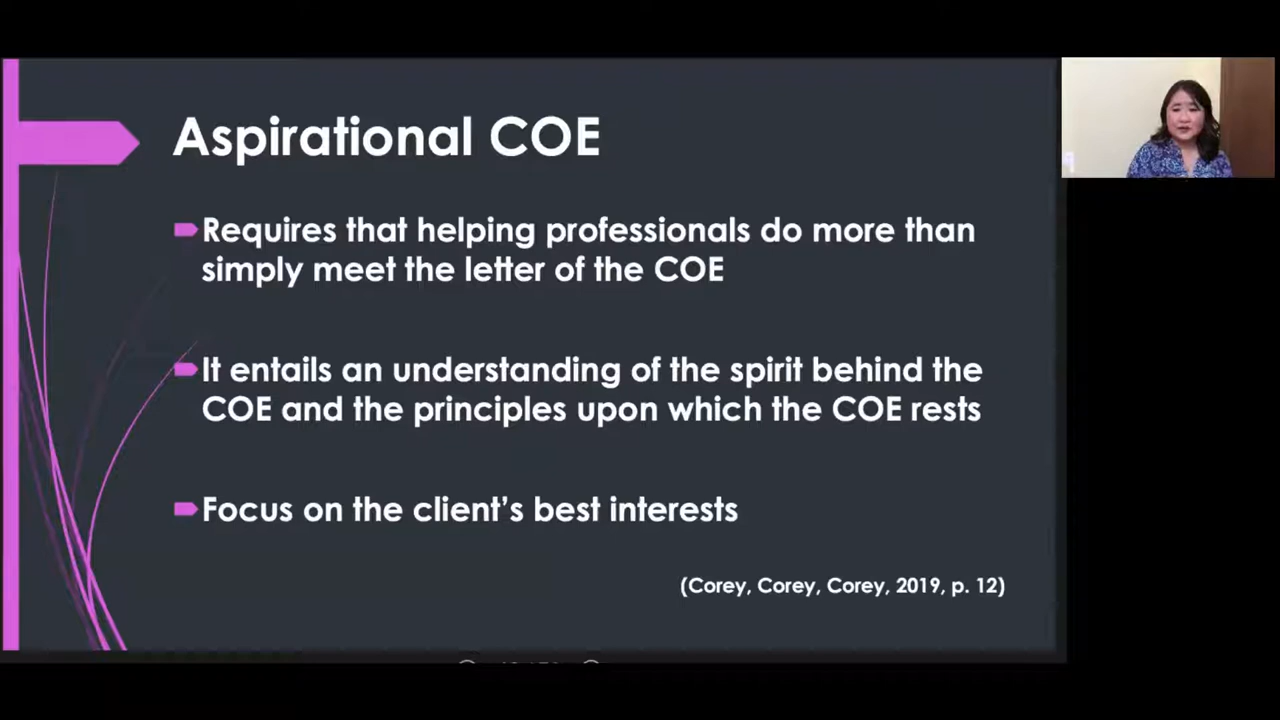 Aspirational COE
Requires that helping professionals do more than
simply meet the letter of the COE
It entails an understanding of the spirit behind the
COE and the principles upon which the COE rests
Focus on the client's best interests
(Corey, Corey, Corey, 2019, p. 12)